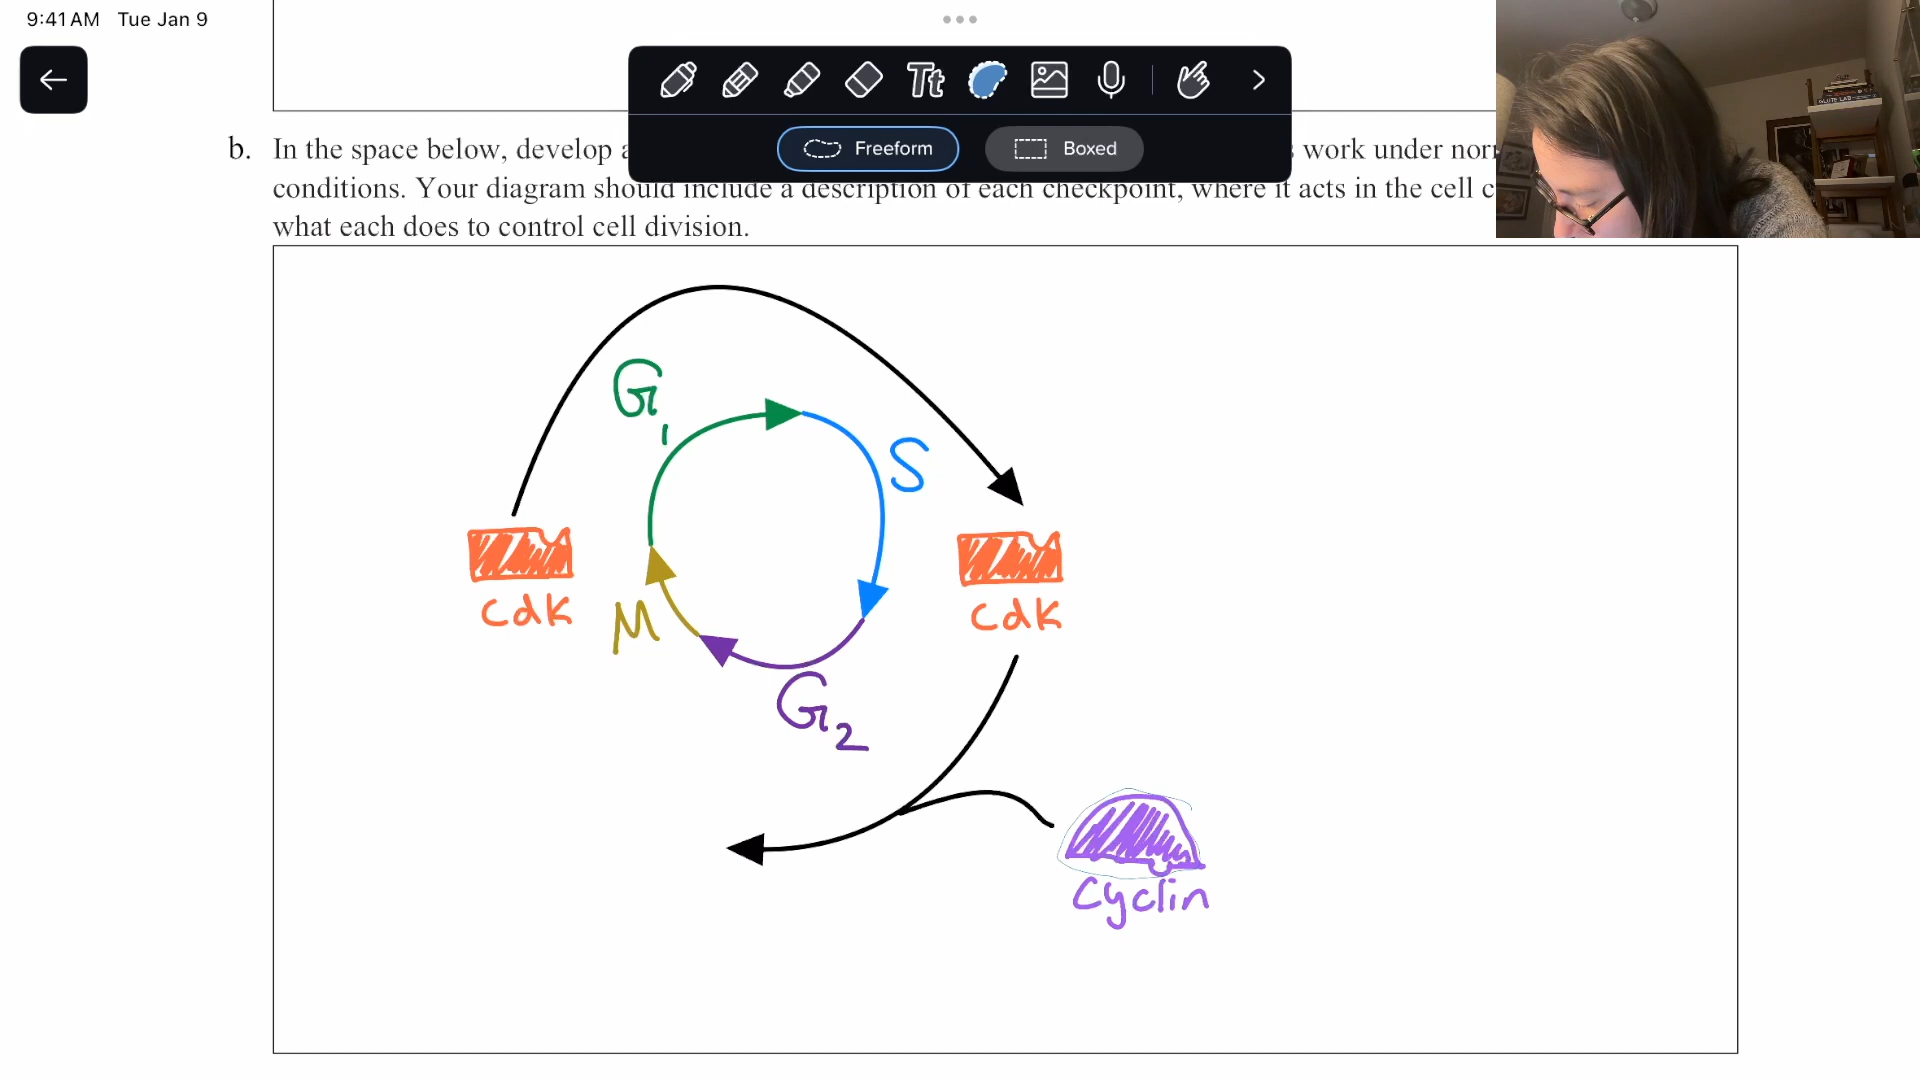 9:41 AM Tue Jan 9
Tt
Freeform Boxed
b. In the space below, develop a work under nor
conditions. Your diagram should include a description of each checkpoint, where it acts in the cell c
what each does to control cell division.
G1
S
cdk
M
cdk
G2
Cyclin